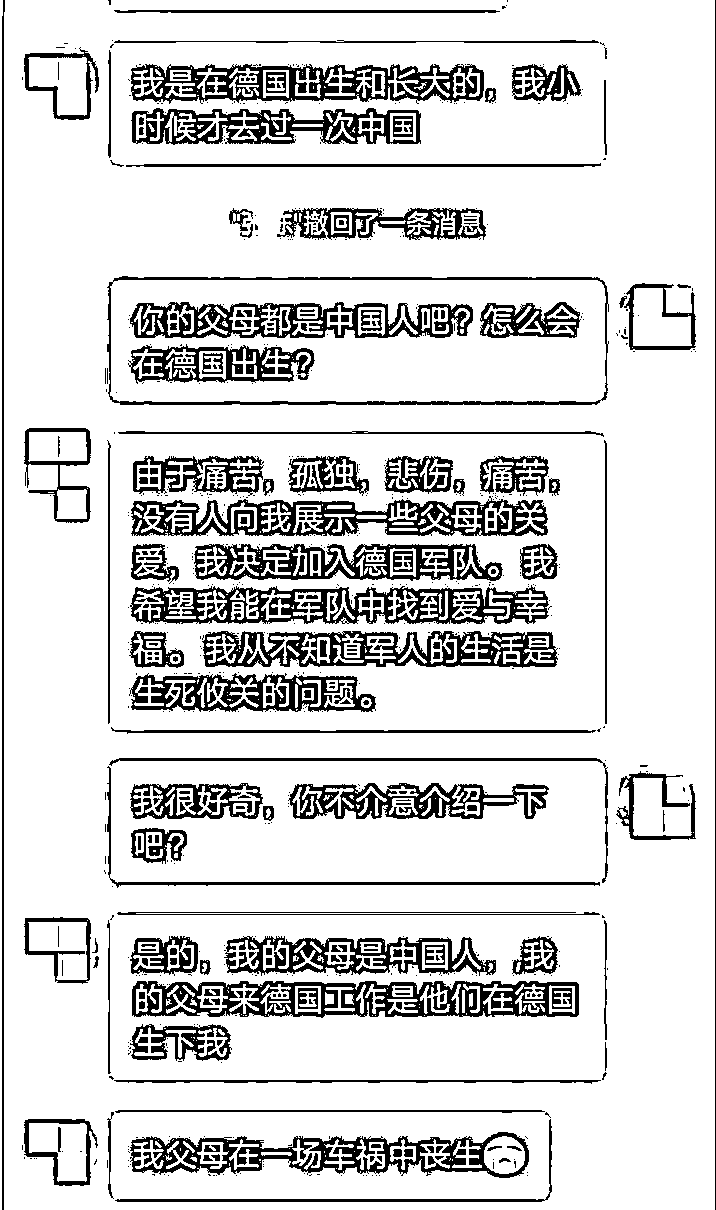 我是在德国出生和长大的，我小
时候才去过一次中国
撤回了一条消息
你的父母都是中国人吧？怎么会
在德国出生？
由于痛苦，孤独，悲伤，痛苦，
没有人向我展示一些父母的关
爱，我决定加入德国军队。我
希望我能在军队中找到爱与幸
福。我从不知道军人的生活是
生死攸关的问题。
我很好奇，你不介意介绍一下
吧？
是的，我的父母是中国人，,我
的父母来德国工作是他们在德国
生下我
我父母在一场车祸中丧生